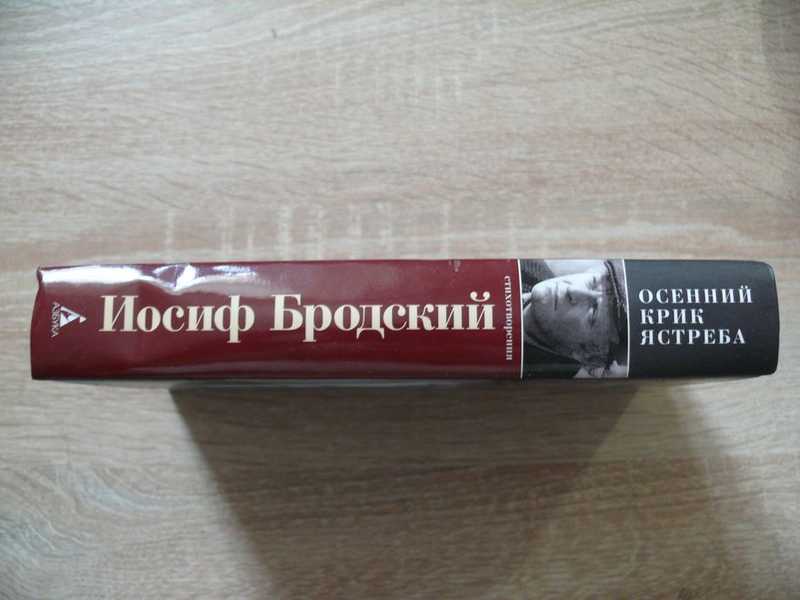 АЗБУКА
Иосиф Бродский
стихотворения
ОСЕННИЙ
КРИК
ЯСТРЕБА